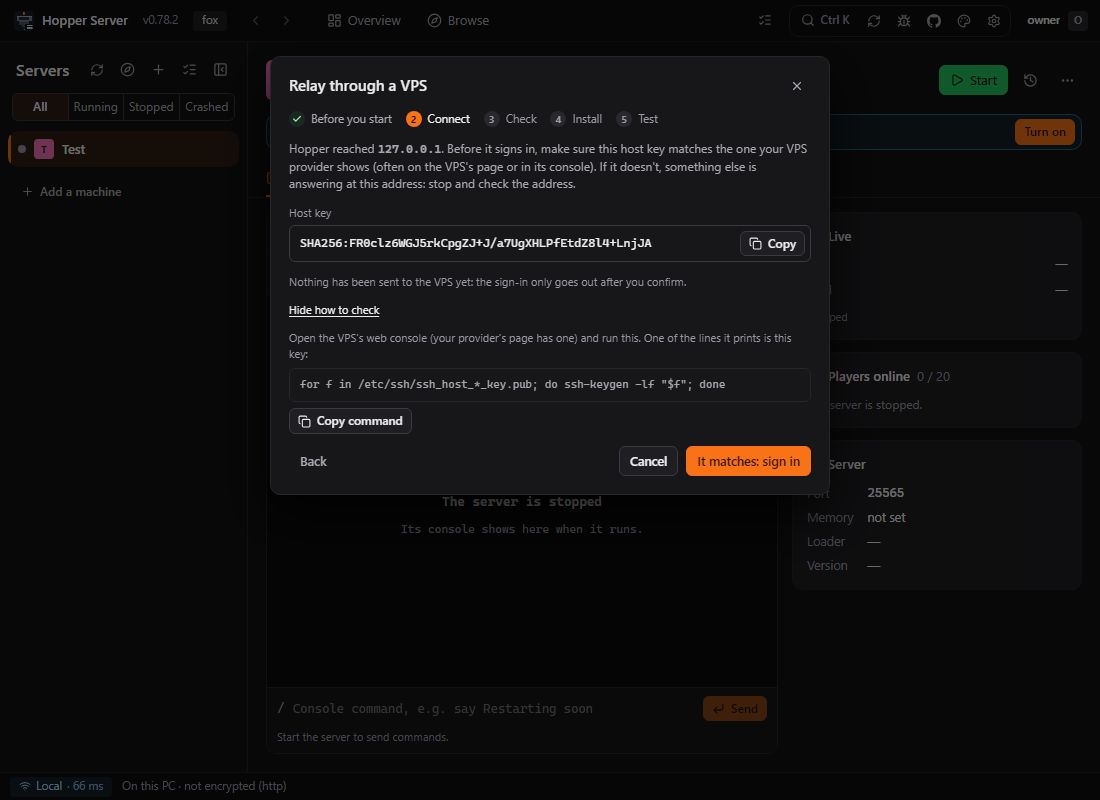 Hopper Server v0.78.2 fox
Overview Browse
Ctrl K
owner O
Servers
All Running Stopped Crashed
T Test
Add a machine
Start
Turn on
Relay through a VPS
Before you start 2 Connect 3 Check 4 Install 5 Test
Hopper reached 127.0.0.1. Before it signs in, make sure this host key matches the one your VPS
provider shows (often on the VPS's page or in its console). If it doesn't, something else is
answering at this address: stop and check the address.
Host key
SHA256:FR0clz6WGJ5rkCpgZJ+J/a7UgXHLPfEtdZ8l4+LnjJA
Copy
Nothing has been sent to the VPS yet: the sign-in only goes out after you confirm.
Hide how to check
Open the VPS's web console (your provider's page has one) and run this. One of the lines it prints is this
key:
for f in /etc/ssh/ssh_host_*_key.pub; do ssh-keygen -lf "$f"; done
Copy command
Back Cancel It matches: sign in
The server is stopped
Its console shows here when it runs.
/ Console command, e.g. say Restarting soon
Send
Start the server to send commands.
Live
—
—
Players online 0 / 20
server is stopped.
Server
Port 25565
Memory not set
Loader —
Version —
Local · 66 ms On this PC · not encrypted (http)